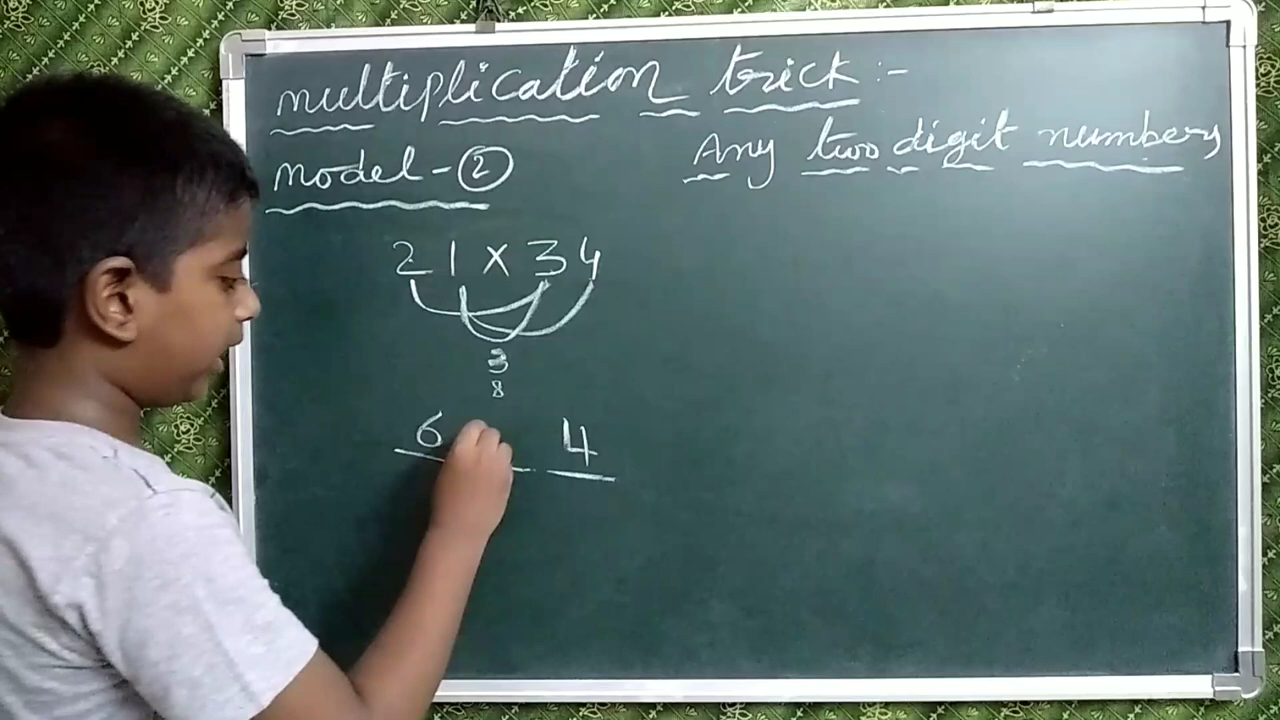 multiplication trick :-
Any two digit numbers
model - ②
21 x 34
3
8
6 4